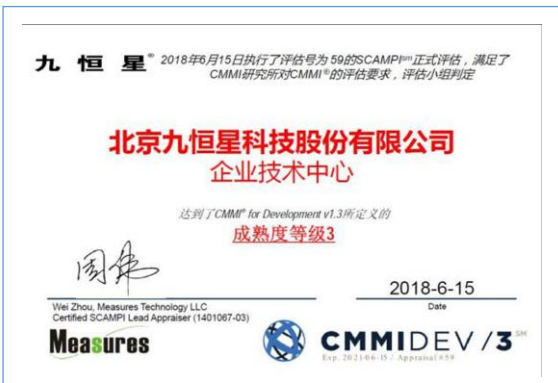 九恒星® 2018年6月15日执行了评估号为 59的SCAMPI℠正式评估，满足了
CMMI研究所对CMMI®的评估要求，评估小组判定
北京九恒星科技股份有限公司
企业技术中心
达到了CMMI® for Development v1.3所定义的
成熟度等级3
周伟
2018-6-15
Wei Zhou, Measures Technology LLC
Certified SCAMPI Lead Appraiser (1401067-03)
Date
Measures
CMMIDEV/3℠
Exp. 2021-06-15 / Appraisal #59